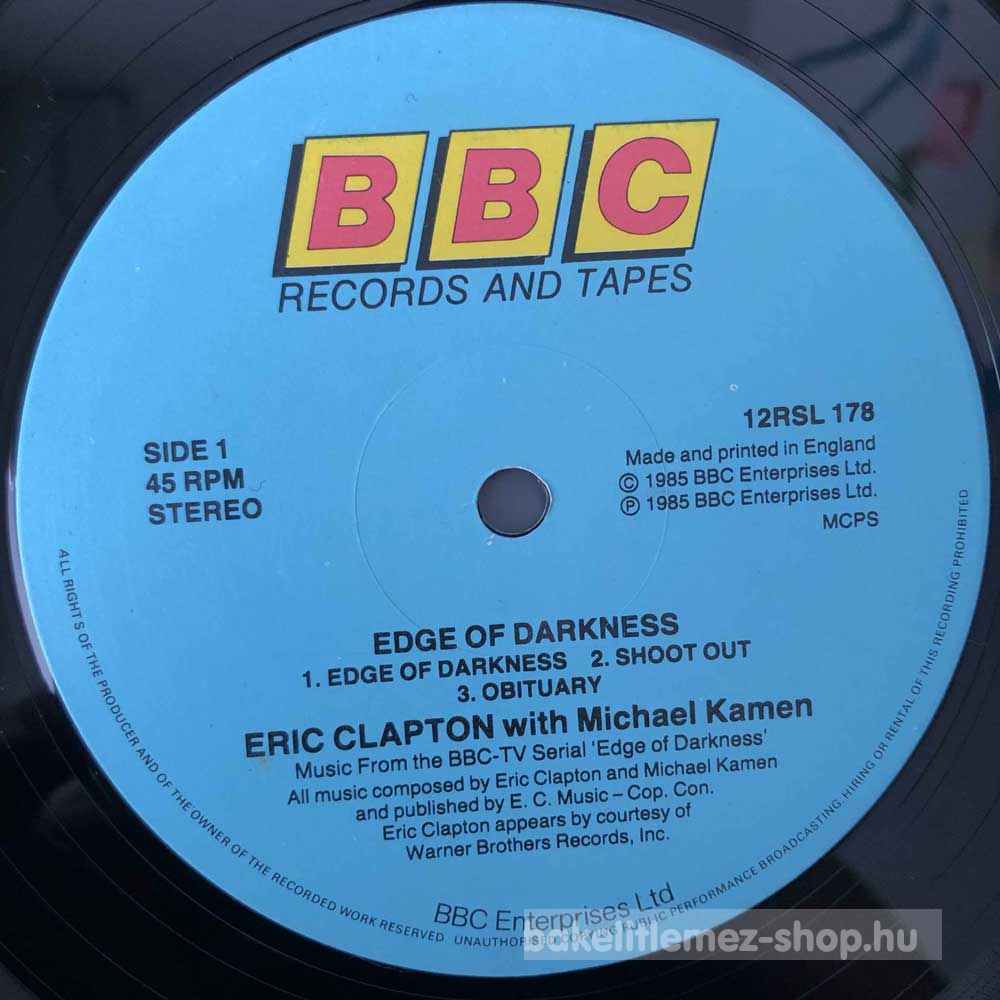 BBC
RECORDS AND TAPES
SIDE 1
45 RPM
STEREO
12RSL 178
Made and printed in England
© 1985 BBC Enterprises Ltd.
℗ 1985 BBC Enterprises Ltd.
MCPS
EDGE OF DARKNESS
1. EDGE OF DARKNESS 2. SHOOT OUT
3. OBITUARY
ERIC CLAPTON with Michael Kamen
Music From the BBC-TV Serial 'Edge of Darkness'
All music composed by Eric Clapton and Michael Kamen
and published by E. C. Music – Cop. Con.
Eric Clapton appears by courtesy of
Warner Brothers Records, Inc.
BBC Enterprises Ltd
ALL RIGHTS OF THE PRODUCER AND OF THE OWNER OF THE RECORDED WORK RESERVED UNAUTHORISED COPYING PUBLIC PERFORMANCE BROADCASTING, HIRING OR RENTAL OF THIS RECORDING PROHIBITED
bakelitlemez-shop.hu